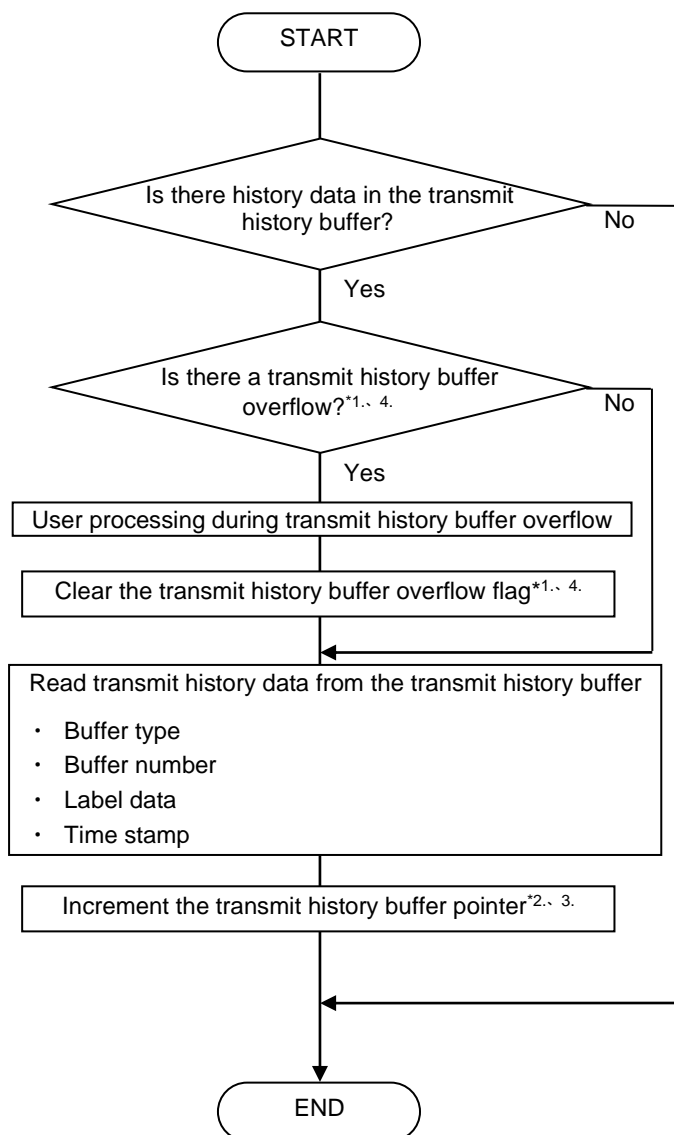 START
Is there history data in the transmit
history buffer?
No
Yes
Is there a transmit history buffer
overflow?*1.、4.
No
Yes
User processing during transmit history buffer overflow
Clear the transmit history buffer overflow flag*1.、4.
Read transmit history data from the transmit history buffer
・ Buffer type
・ Buffer number
・ Label data
・ Time stamp
Increment the transmit history buffer pointer*2.、3.
END